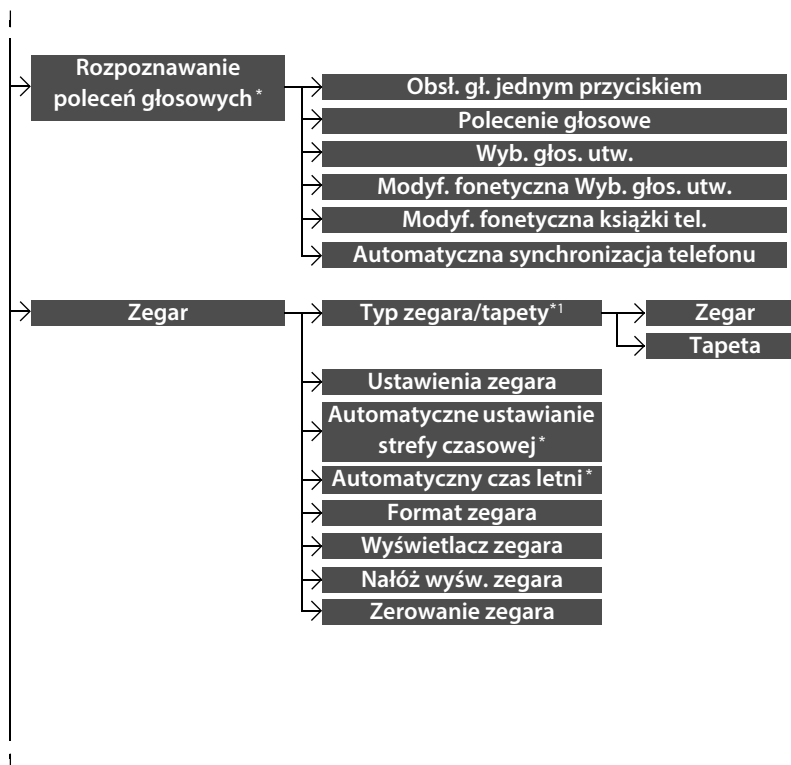 Rozpoznawanie
poleceń głosowych*
Obsł. gł. jednym przyciskiem
Polecenie głosowe
Wyb. głos. utw.
Modyf. fonetyczna Wyb. głos. utw.
Modyf. fonetyczna książki tel.
Automatyczna synchronizacja telefonu
Zegar
Typ zegara/tapety*1
Zegar
Tapeta
Ustawienia zegara
Automatyczne ustawianie
strefy czasowej*
Automatyczny czas letni*
Format zegara
Wyświetlacz zegara
Nałóż wyśw. zegara
Zerowanie zegara